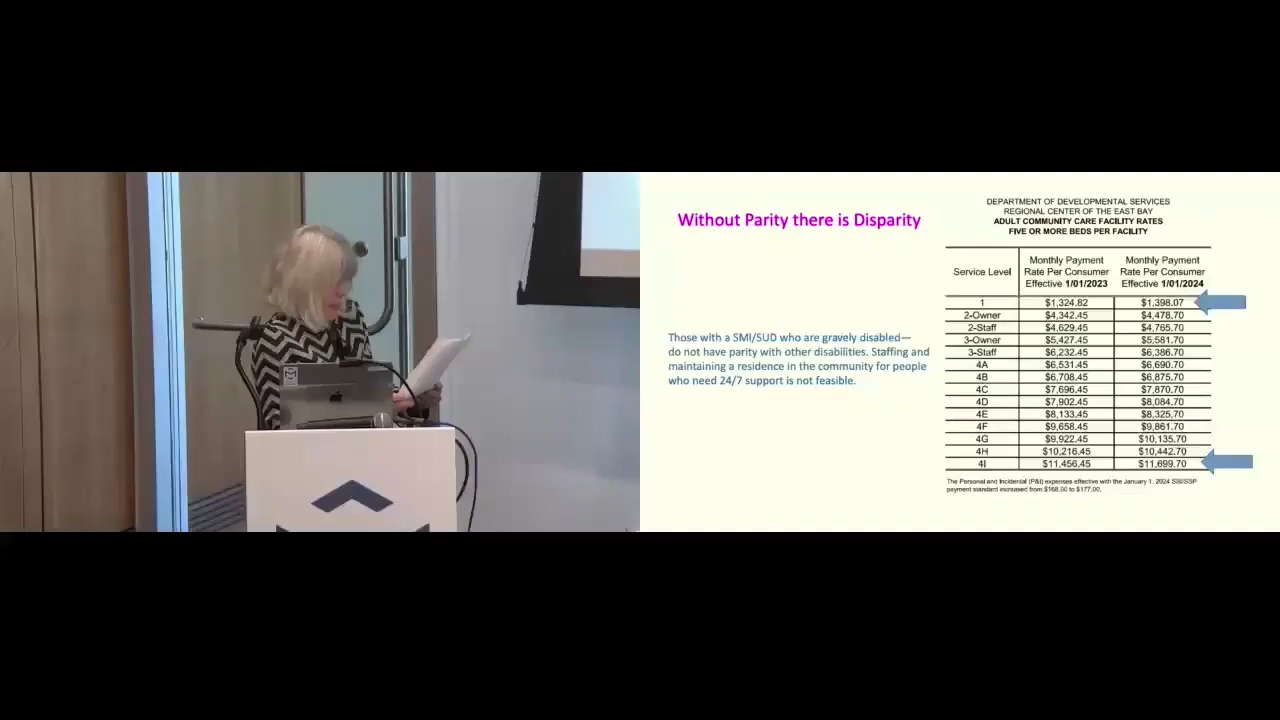 Without Parity there is Disparity
Those with a SMI/SUD who are gravely disabled—
do not have parity with other disabilities. Staffing and
maintaining a residence in the community for people
who need 24/7 support is not feasible.
DEPARTMENT OF DEVELOPMENTAL SERVICES
REGIONAL CENTER OF THE EAST BAY
ADULT COMMUNITY CARE FACILITY RATES
FIVE OR MORE BEDS PER FACILITY
Service Level Monthly Payment Rate Per Consumer Effective 1/01/2023 Monthly Payment Rate Per Consumer Effective 1/01/2024
1 $1,324.82 $1,398.07
2-Owner $4,342.45 $4,478.70
2-Staff $4,629.45 $4,765.70
3-Owner $5,427.45 $5,581.70
3-Staff $6,232.45 $6,386.70
4A $6,531.45 $6,690.70
4B $6,708.45 $6,875.70
4C $7,696.45 $7,870.70
4D $7,902.45 $8,084.70
4E $8,133.45 $8,325.70
4F $9,658.45 $9,861.70
4G $9,922.45 $10,135.70
4H $10,216.45 $10,442.70
4I $11,456.45 $11,699.70
The Personal and Incidental (P&I) expenses effective with the January 1, 2024 SSI/SSP
payment standard increased from $168.00 to $177.00.